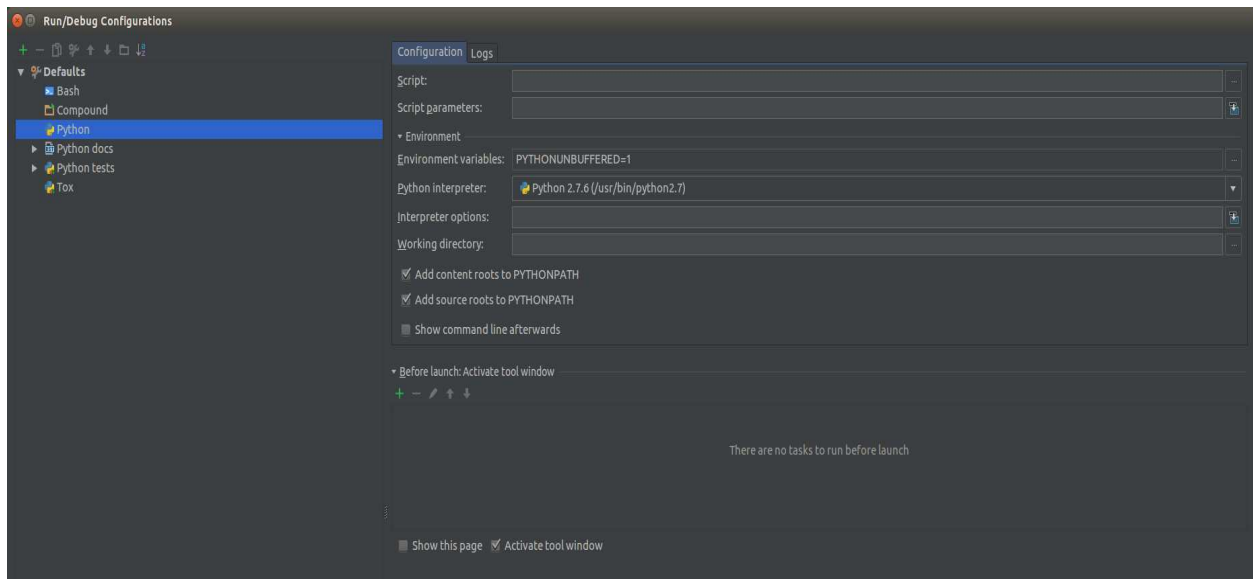 Run/Debug Configurations
Defaults
Bash
Compound
Python
Python docs
Python tests
Tox
Configuration Logs
Script:
Script parameters:
Environment
Environment variables: PYTHONUNBUFFERED=1
Python interpreter: Python 2.7.6 (/usr/bin/python2.7)
Interpreter options:
Working directory:
Add content roots to PYTHONPATH
Add source roots to PYTHONPATH
Show command line afterwards
Before launch: Activate tool window
There are no tasks to run before launch
Show this page Activate tool window